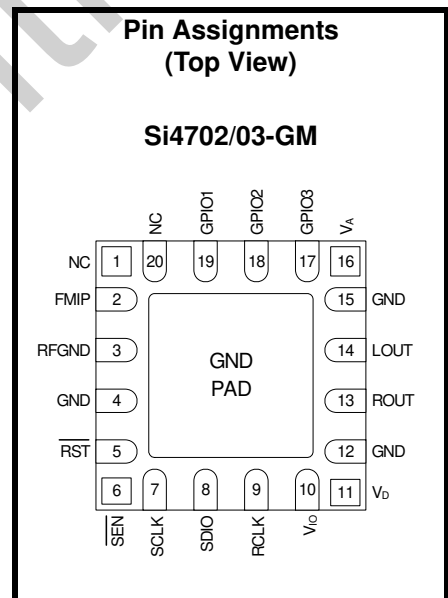 Pin Assignments
(Top View)
Si4702/03-GM
NC
GPIO1
GPIO2
GPIO3
VA
NC 1 20 19 18 17 16
FMIP 2 15 GND
RFGND 3 14 LOUT
GND PAD
GND 4 13 ROUT
RST 5 12 GND
6 7 8 9 10 11 VD
SEN
SCLK
SDIO
RCLK
VIO